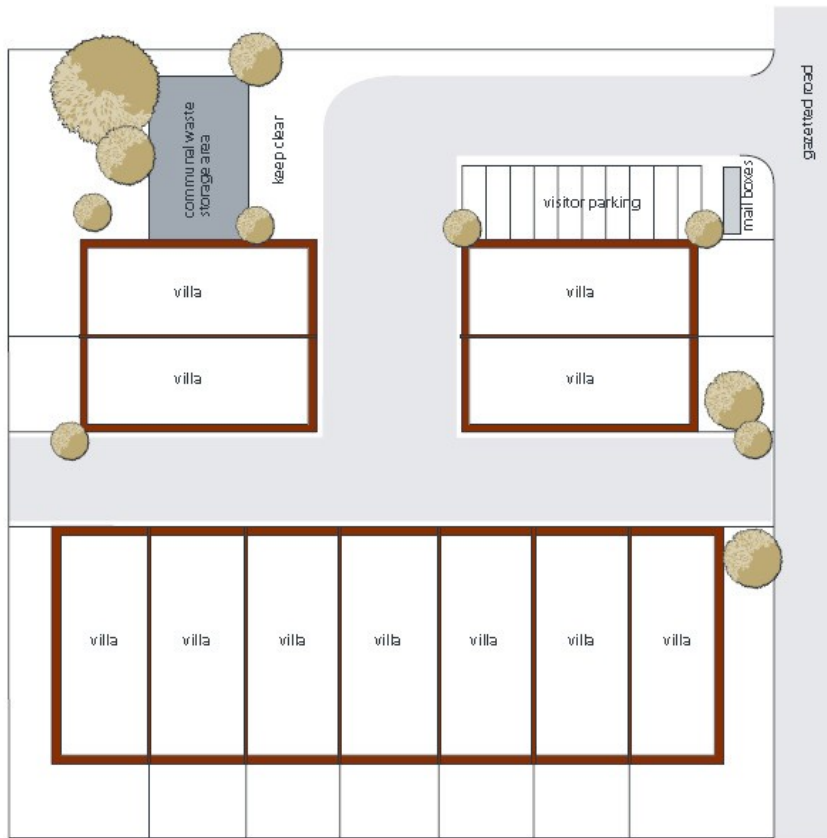 gazetted road
communal waste
storage area
keep clear
visitor parking
mail boxes
villa
villa
villa
villa
villa
villa
villa
villa
villa
villa
villa